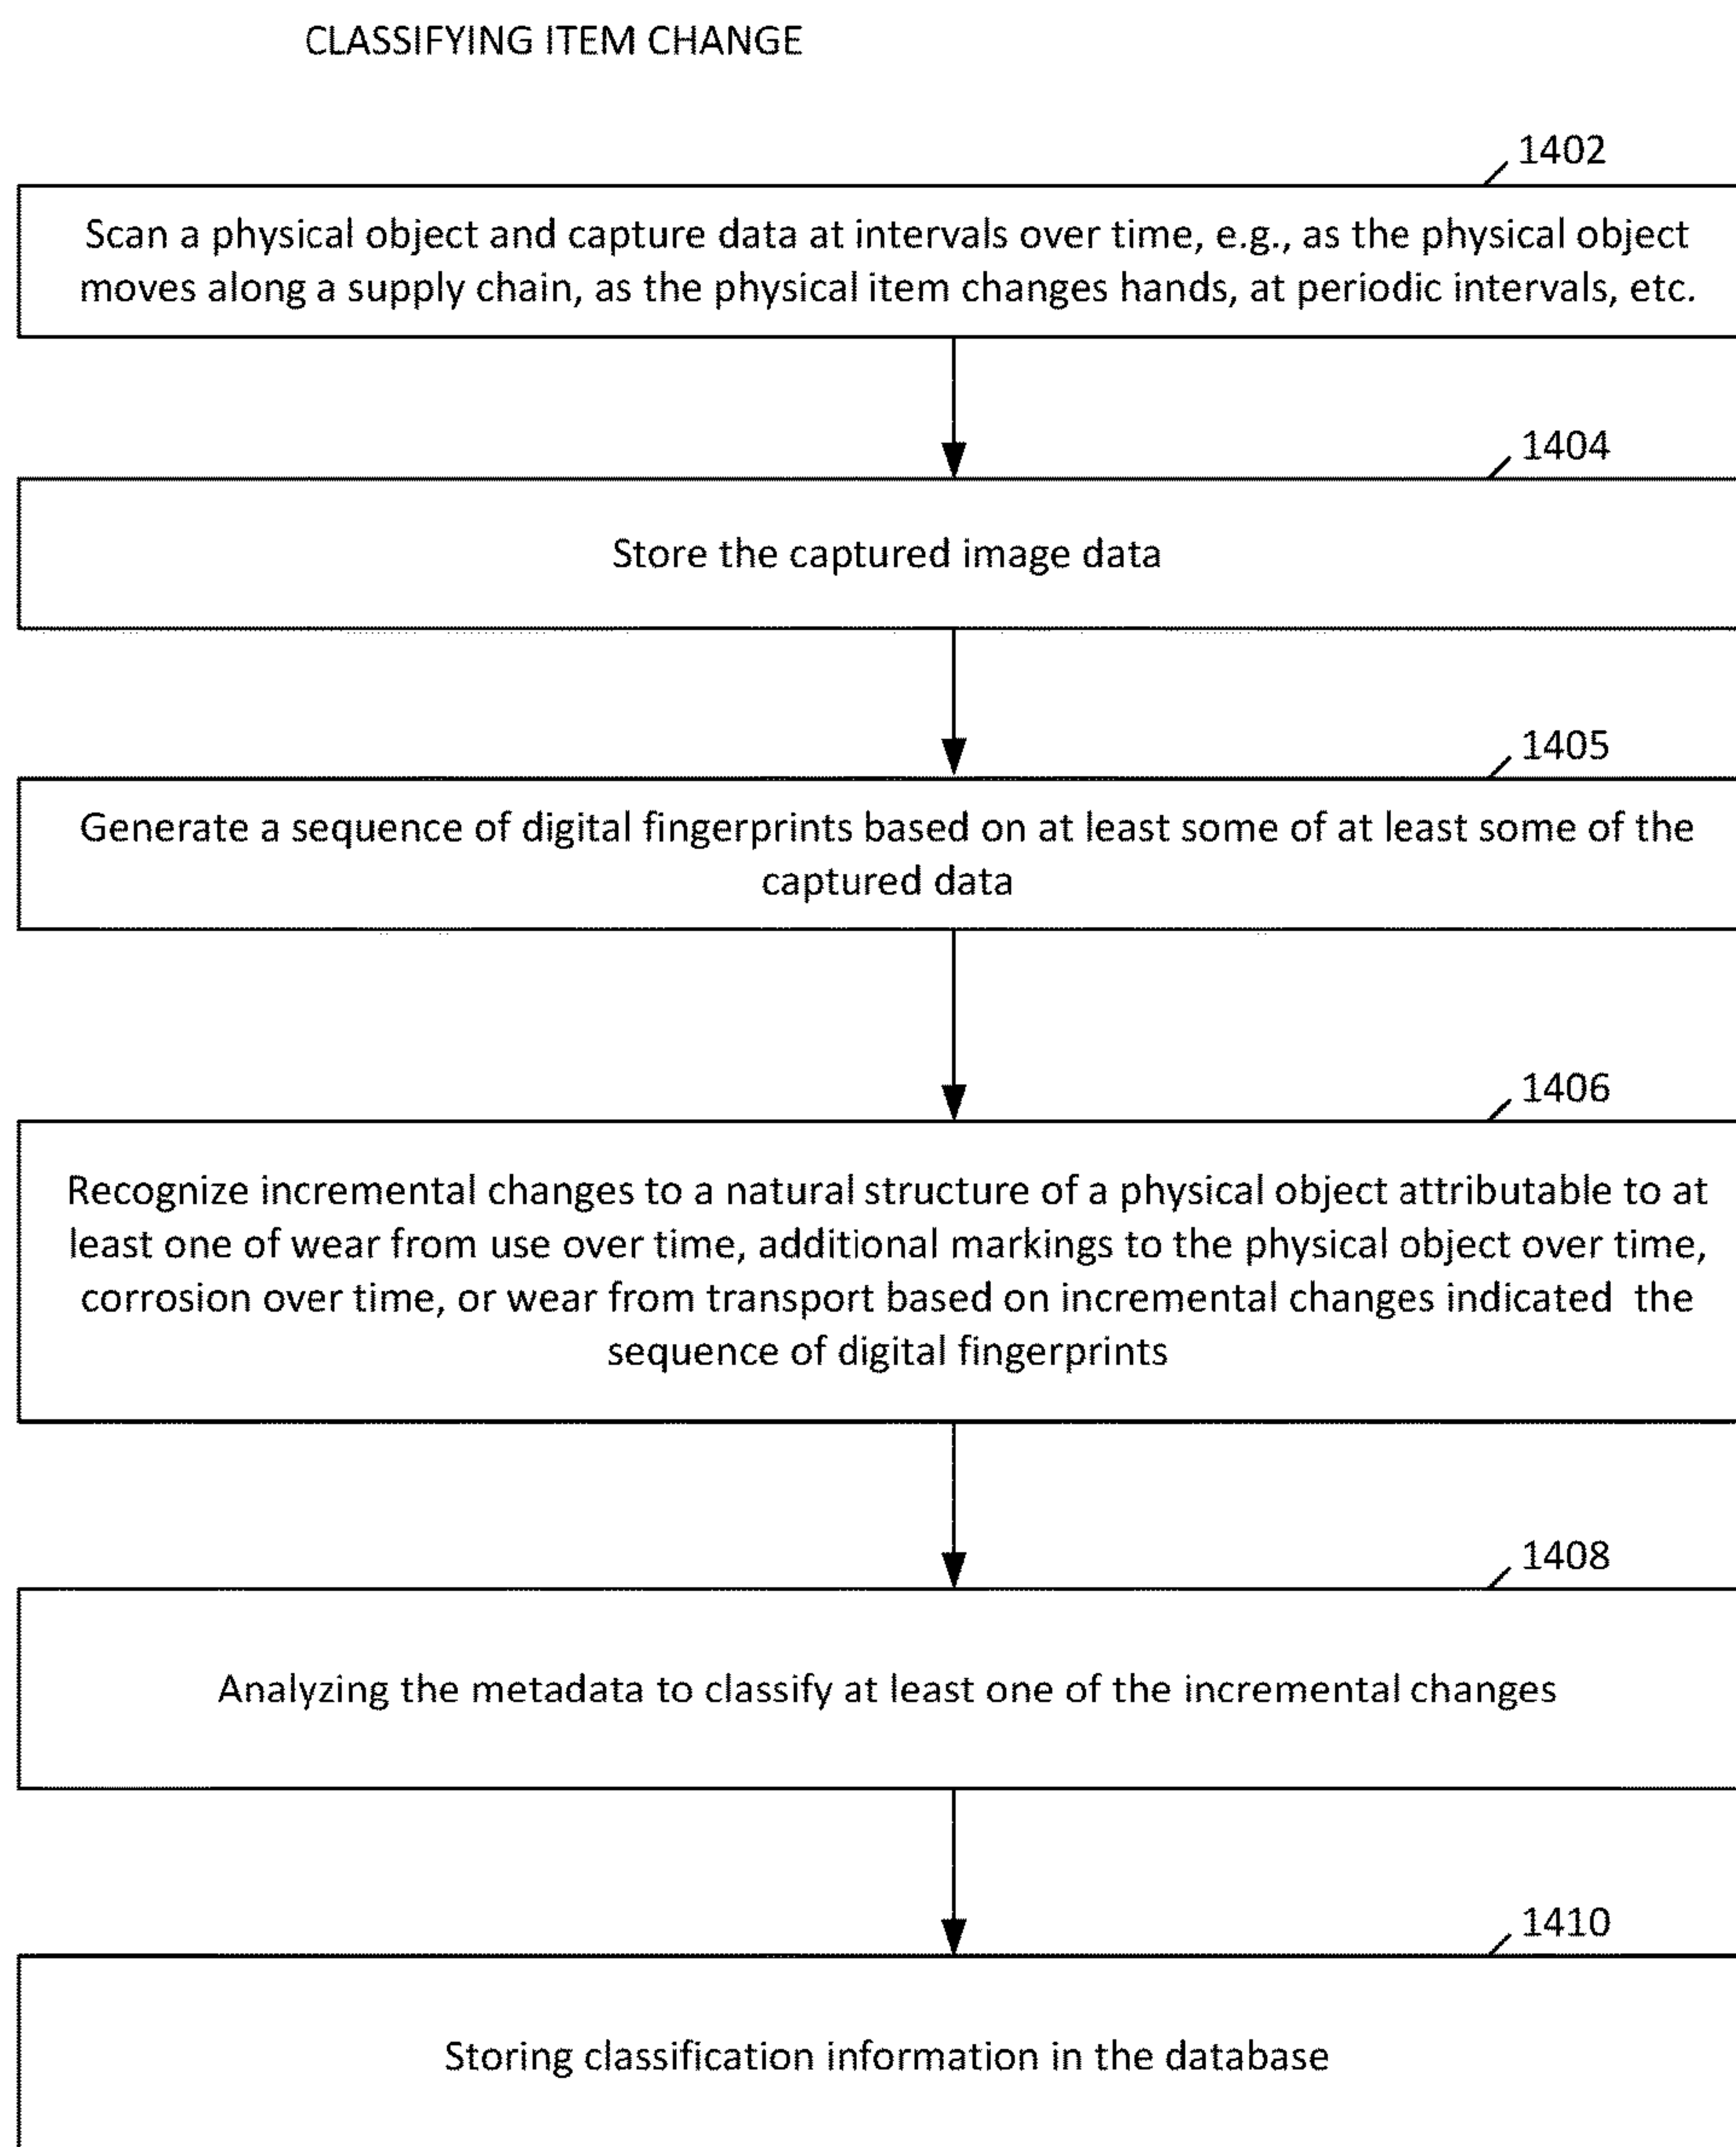 CLASSIFYING ITEM CHANGE
1402
Scan a physical object and capture data at intervals over time, e.g., as the physical object
moves along a supply chain, as the physical item changes hands, at periodic intervals, etc.
1404
Store the captured image data
1405
Generate a sequence of digital fingerprints based on at least some of at least some of the
captured data
1406
Recognize incremental changes to a natural structure of a physical object attributable to at
least one of wear from use over time, additional markings to the physical object over time,
corrosion over time, or wear from transport based on incremental changes indicated the
sequence of digital fingerprints
1408
Analyzing the metadata to classify at least one of the incremental changes
1410
Storing classification information in the database